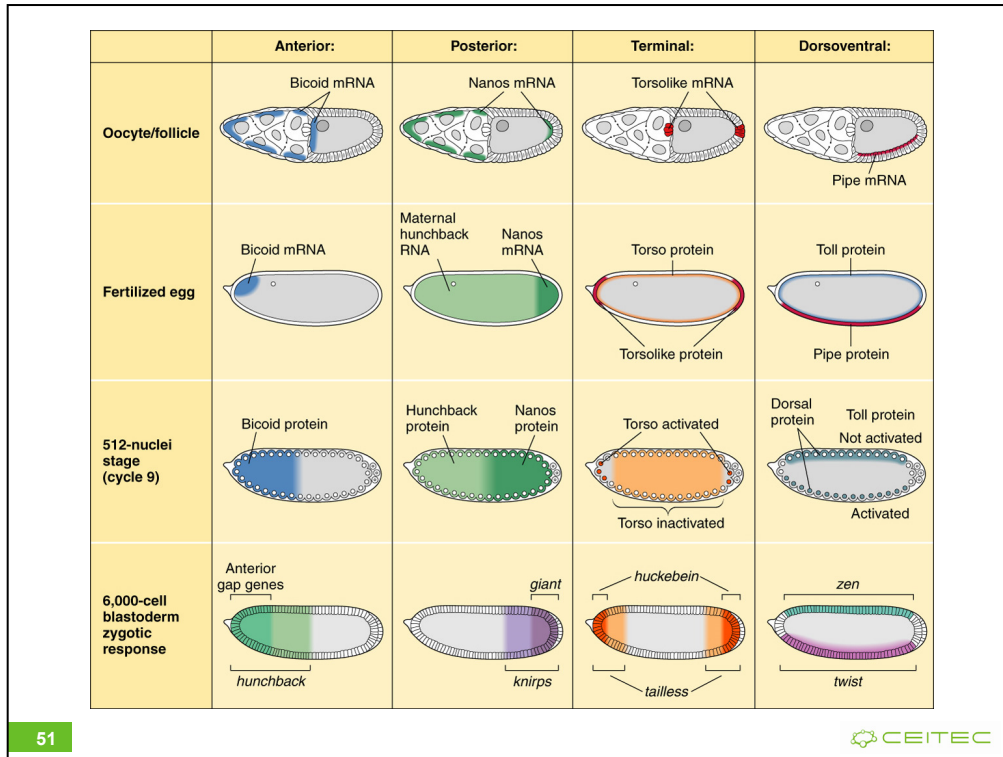 Anterior:
Posterior:
Terminal:
Dorsoventral:
Oocyte/follicle
Bicoid mRNA
Nanos mRNA
Torsolike mRNA
Pipe mRNA
Fertilized egg
Bicoid mRNA
Maternal
hunchback
RNA
Nanos
mRNA
Torso protein
Torsolike protein
Toll protein
Pipe protein
512-nuclei
stage
(cycle 9)
Bicoid protein
Hunchback
protein
Nanos
protein
Torso activated
Torso inactivated
Dorsal
protein
Toll protein
Not activated
Activated
6,000-cell
blastoderm
zygotic
response
Anterior
gap genes
hunchback
giant
knirps
huckebein
tailless
zen
twist
51
CEITEC